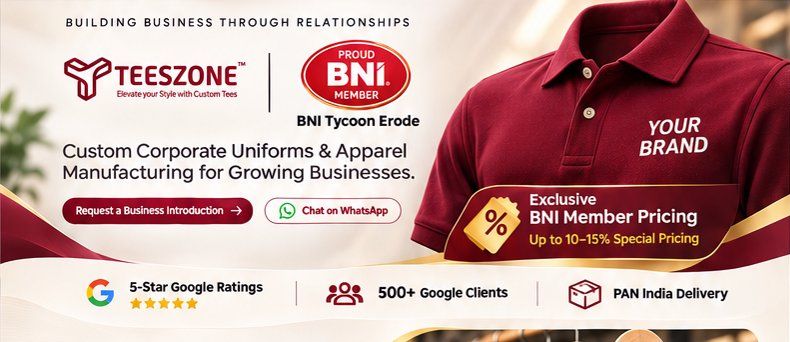 BUILDING BUSINESS THROUGH RELATIONSHIPS
TEESZONE™
Elevate your Style with Custom Tees
PROUD
BNI®
MEMBER
BNI Tycoon Erode
Custom Corporate Uniforms & Apparel
Manufacturing for Growing Businesses.
Request a Business Introduction →
Chat on WhatsApp
YOUR
BRAND
%
Exclusive
BNI Member Pricing
Up to 10–15% Special Pricing
G
5-Star Google Ratings
500+ Google Clients
PAN India Delivery